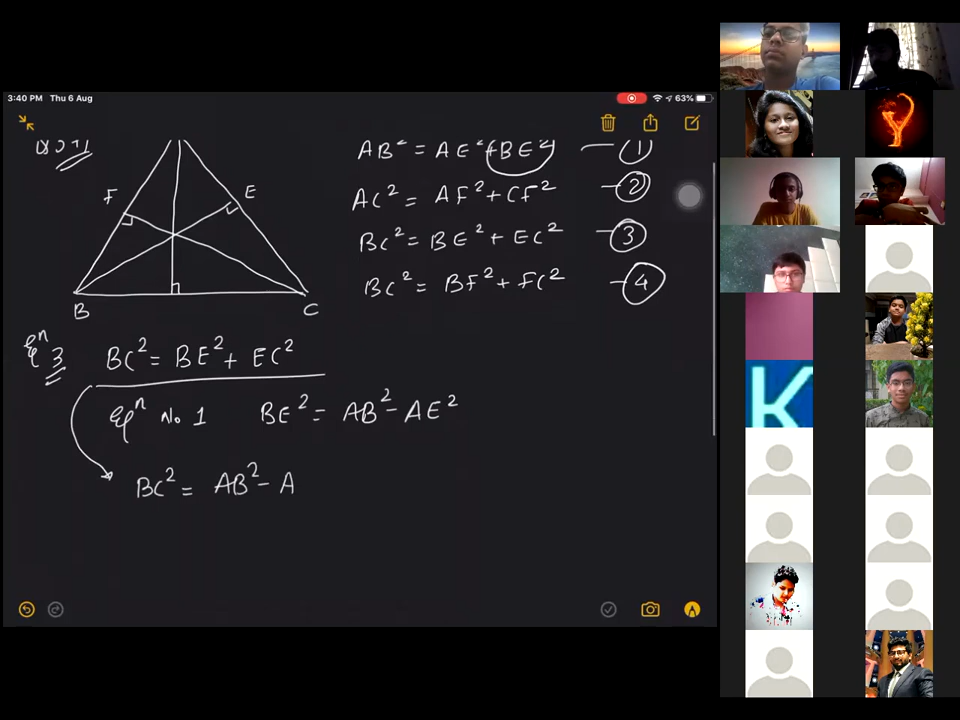 3:40 PM Thu 6 Aug
63%
AB² = AE² + BE² — 1
F
E
AC² = AF² + CF² — 2
BC² = BE² + EC² — 3
BC² = BF² + FC² — 4
B
C
Eqⁿ 3 BC² = BE² + EC²
Eqⁿ No 1 BE² = AB² - AE²
BC² = AB² - A
K